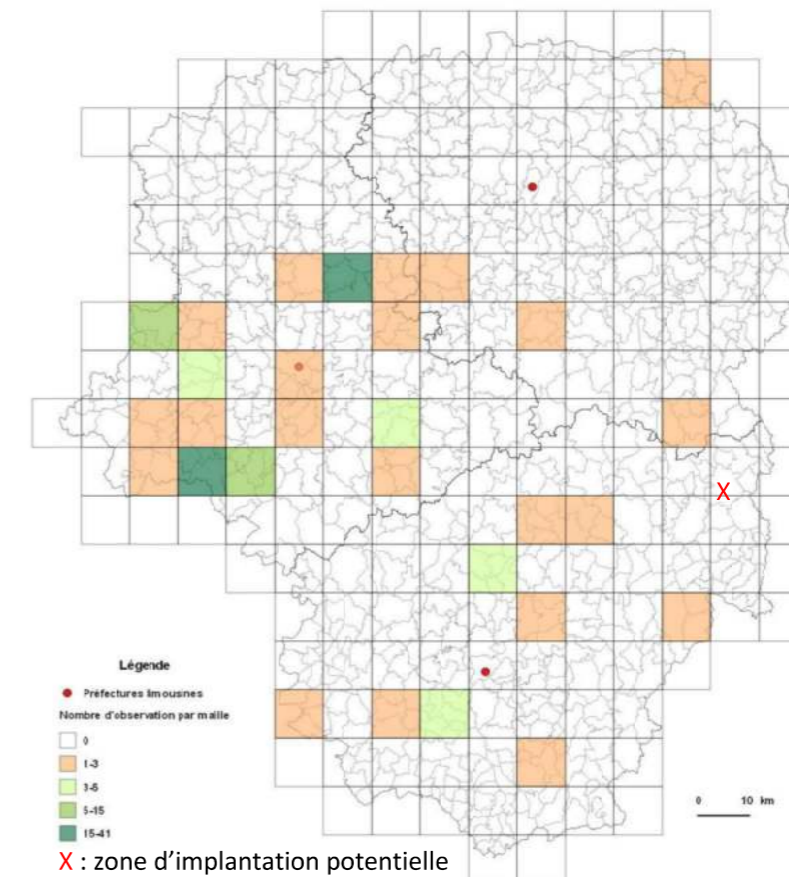 X
Légende
Préfectures limousines
Nombre d'observation par maille
0
1-3
3-5
5-15
15-41
0 10 km
X : zone d'implantation potentielle